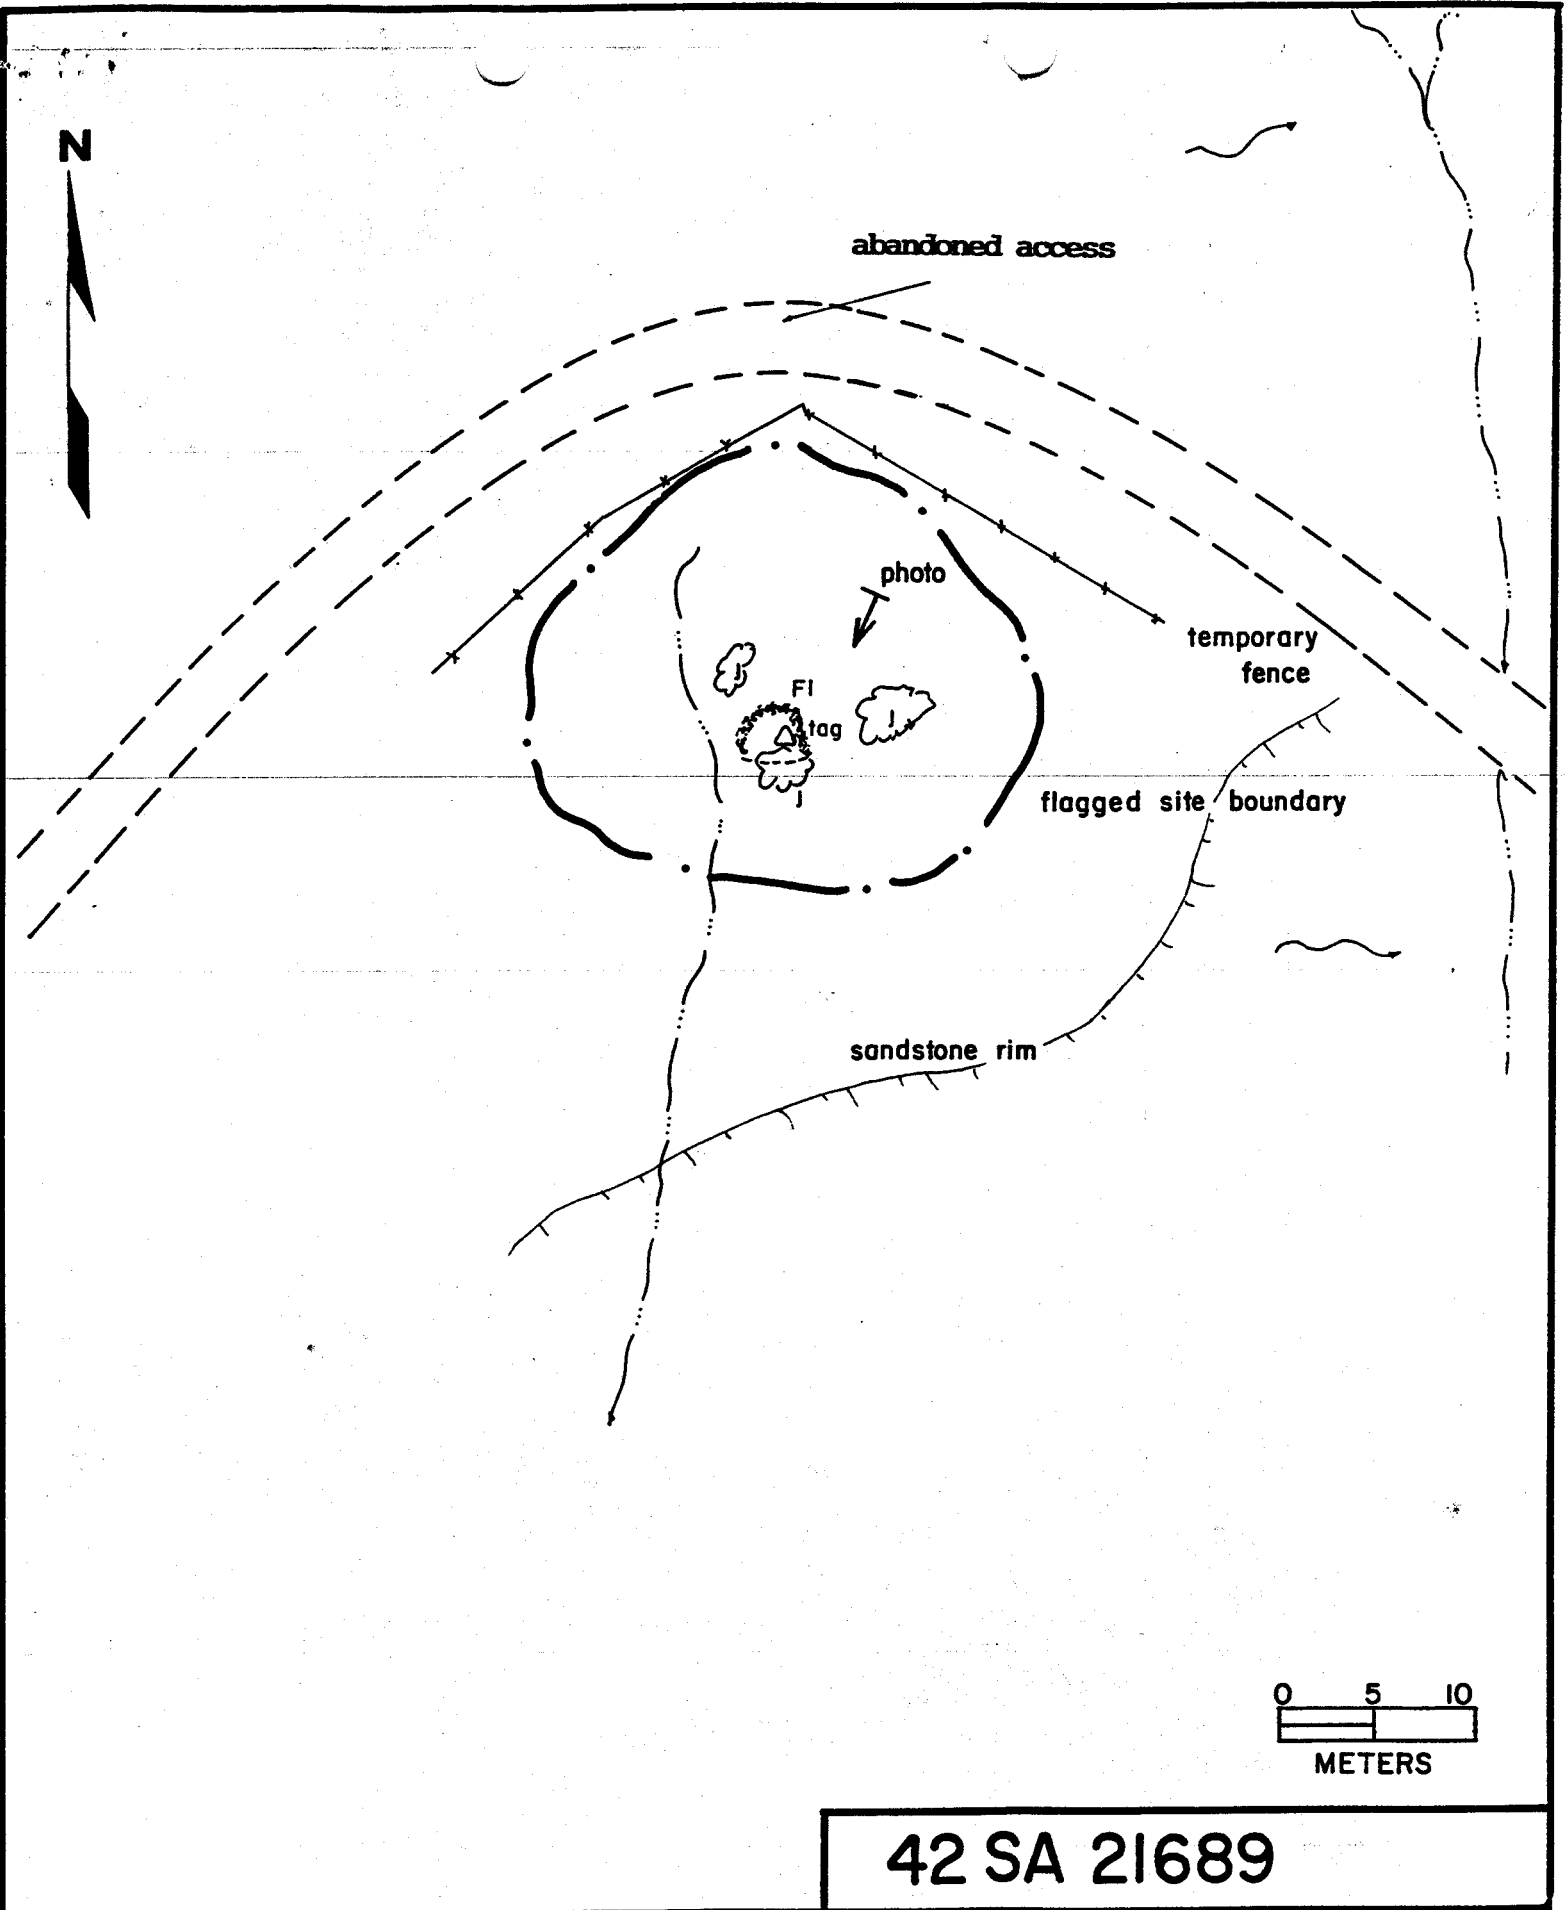 N
abandoned access
photo
temporary
fence
F1
tag
J
J
J
flagged site boundary
sandstone rim
0 5 10
METERS
42 SA 21689